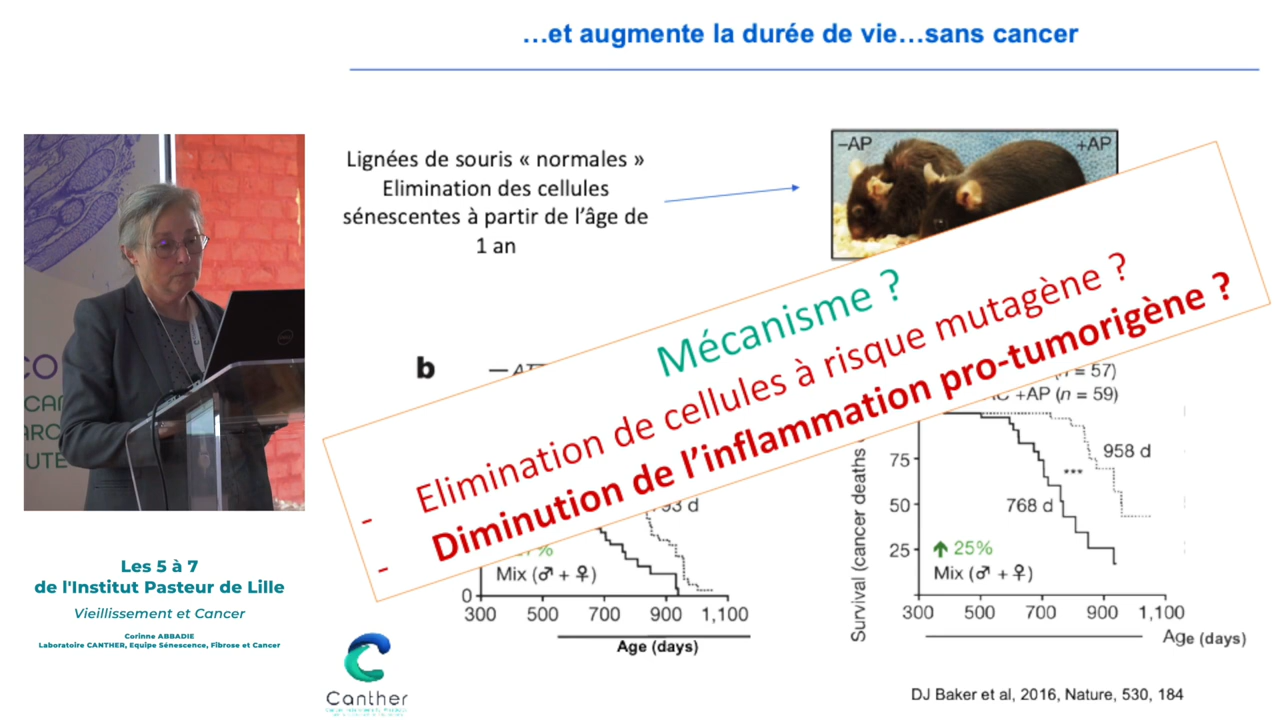 …et augmente la durée de vie…sans cancer
Lignées de souris « normales »
Elimination des cellules
sénescentes à partir de l'âge de
1 an
–AP
+AP
Mécanisme ?
- Elimination de cellules à risque mutagène ?
- Diminution de l'inflammation pro-tumorigène ?
b
%
Mix (♂ + ♀)
0
300 500 700 900 1,100
Age (days)
= 57)
+AP (n = 59)
Survival (cancer deaths
75
50
25
958 d
***
768 d
25%
Mix (♂ + ♀)
300 500 700 900 1,100
Age (days)
DJ Baker et al, 2016, Nature, 530, 184
Les 5 à 7
de l'Institut Pasteur de Lille
Vieillissement et Cancer
Corinne ABBADIE
Laboratoire CANTHER, Equipe Sénescence, Fibrose et Cancer
Canther